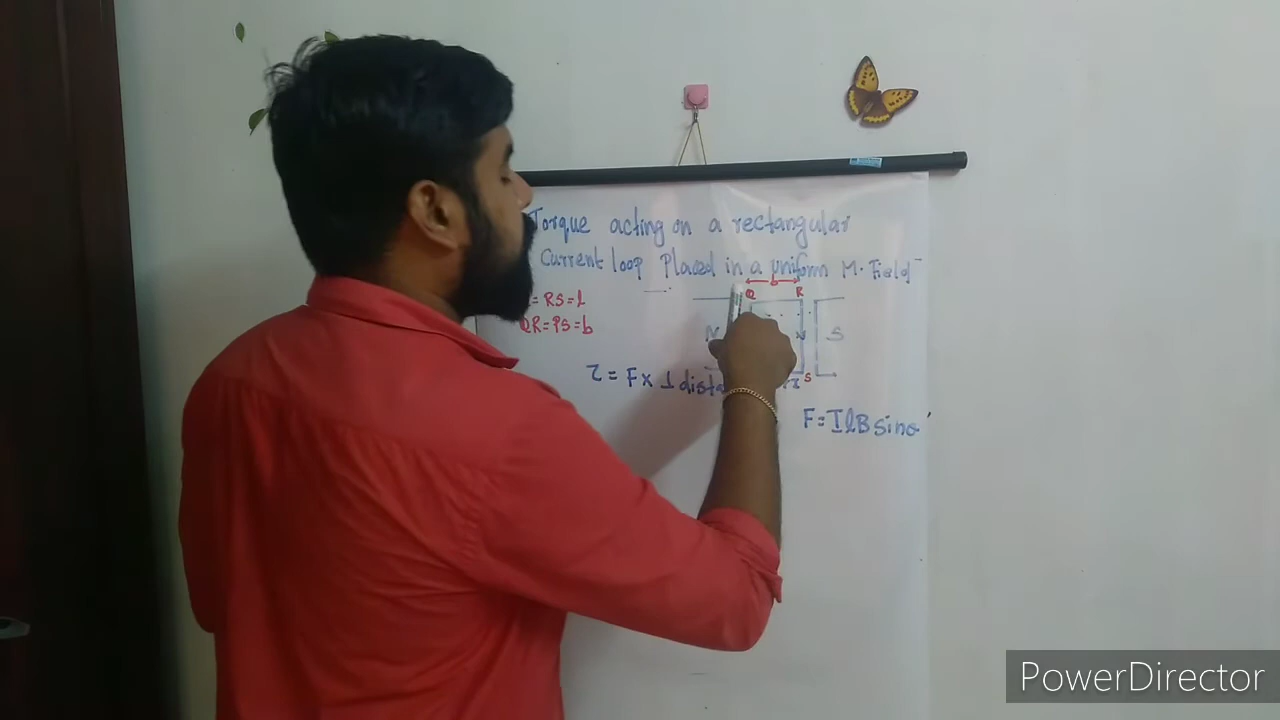 Torque acting on a rectangular
Current loop Placed in a uniform M. Field
b
Q R
= RS = l
QR = PS = b
N S
S
τ = F x ⊥ dista
F = IlB sinθ
PowerDirector